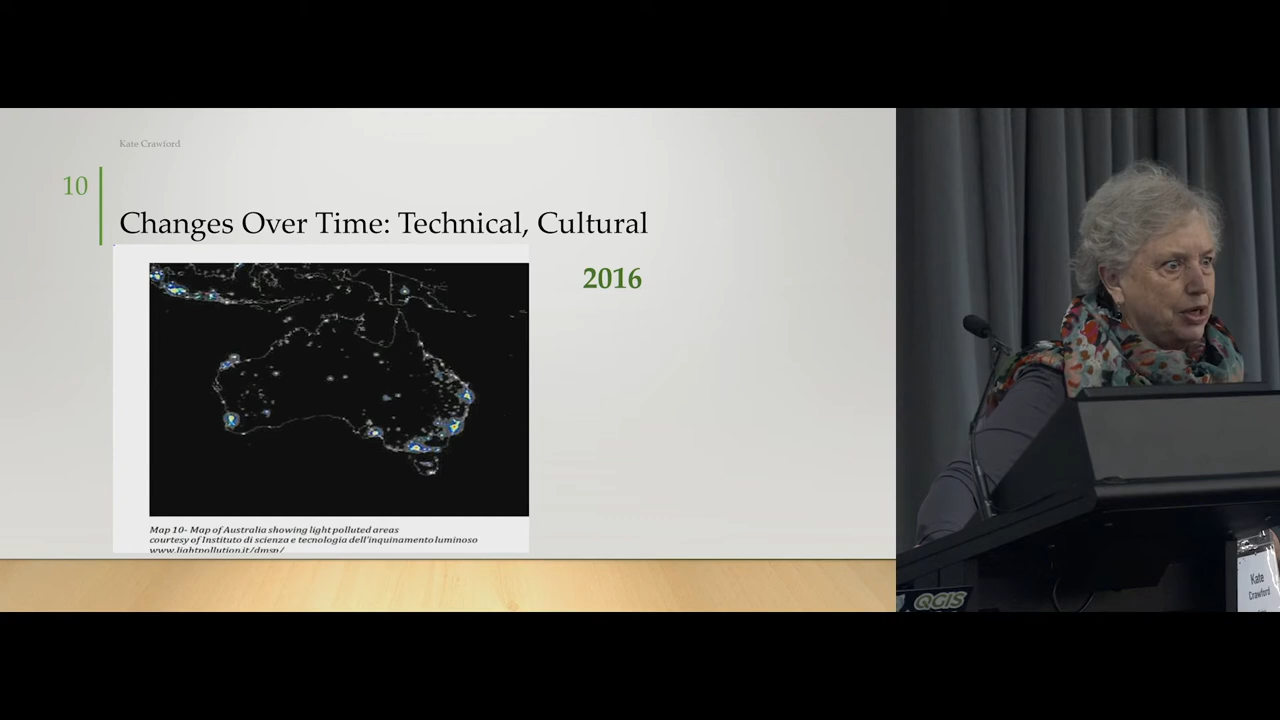 Kate Crawford
10
Changes Over Time: Technical, Cultural
2016
Map 10- Map of Australia showing light polluted areas
courtesy of Instituto di scienza e tecnologia dell'inquinamento luminoso
www.lightpollution.it/dmsp/
QGIS
Kate
Crawford